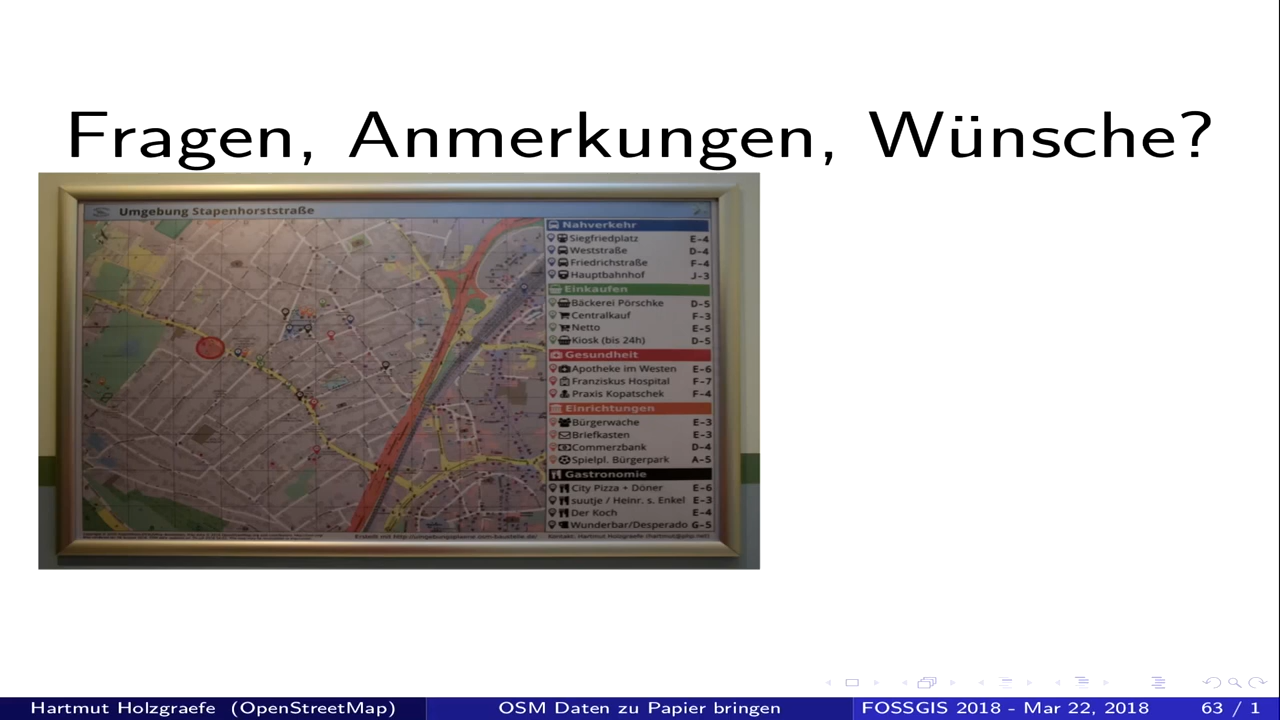 Fragen, Anmerkungen, Wünsche?
Umgebung Stapenhorststraße
Nahverkehr
Siegfriedplatz E-4
Weststraße D-4
Friedrichstraße F-4
Hauptbahnhof J-3
Einkaufen
Bäckerei Pörschke D-5
Centralkauf F-3
Netto E-5
Kiosk (bis 24h) D-5
Gesundheit
Apotheke im Westen E-6
Franziskus Hospital F-7
Praxis Kopatschek F-4
Einrichtungen
Bürgerwache E-3
Briefkasten E-3
Commerzbank D-4
Spielpl. Bürgerpark A-5
Gastronomie
City Pizza + Döner E-6
suutje / Heinr. s. Enkel E-3
Der Koch E-4
Wunderbar/Desperado G-5
Hartmut Holzgraefe (OpenStreetMap) OSM Daten zu Papier bringen FOSSGIS 2018 - Mar 22, 2018 63 / 1